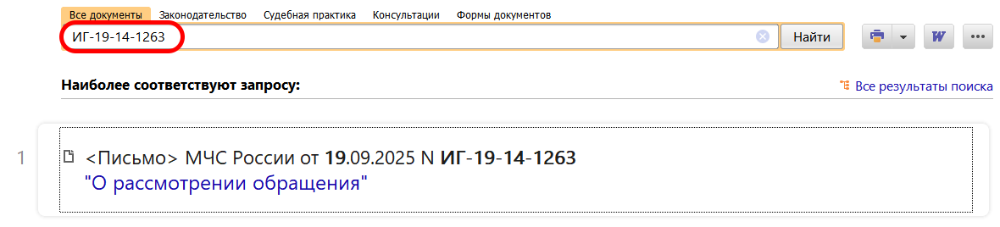 Все документы Законодательство Судебная практика Консультации Формы документов
ИГ-19-14-1263 Найти W
Наиболее соответствуют запросу: Все результаты поиска
1 <Письмо> МЧС России от 19.09.2025 N ИГ-19-14-1263
"О рассмотрении обращения"